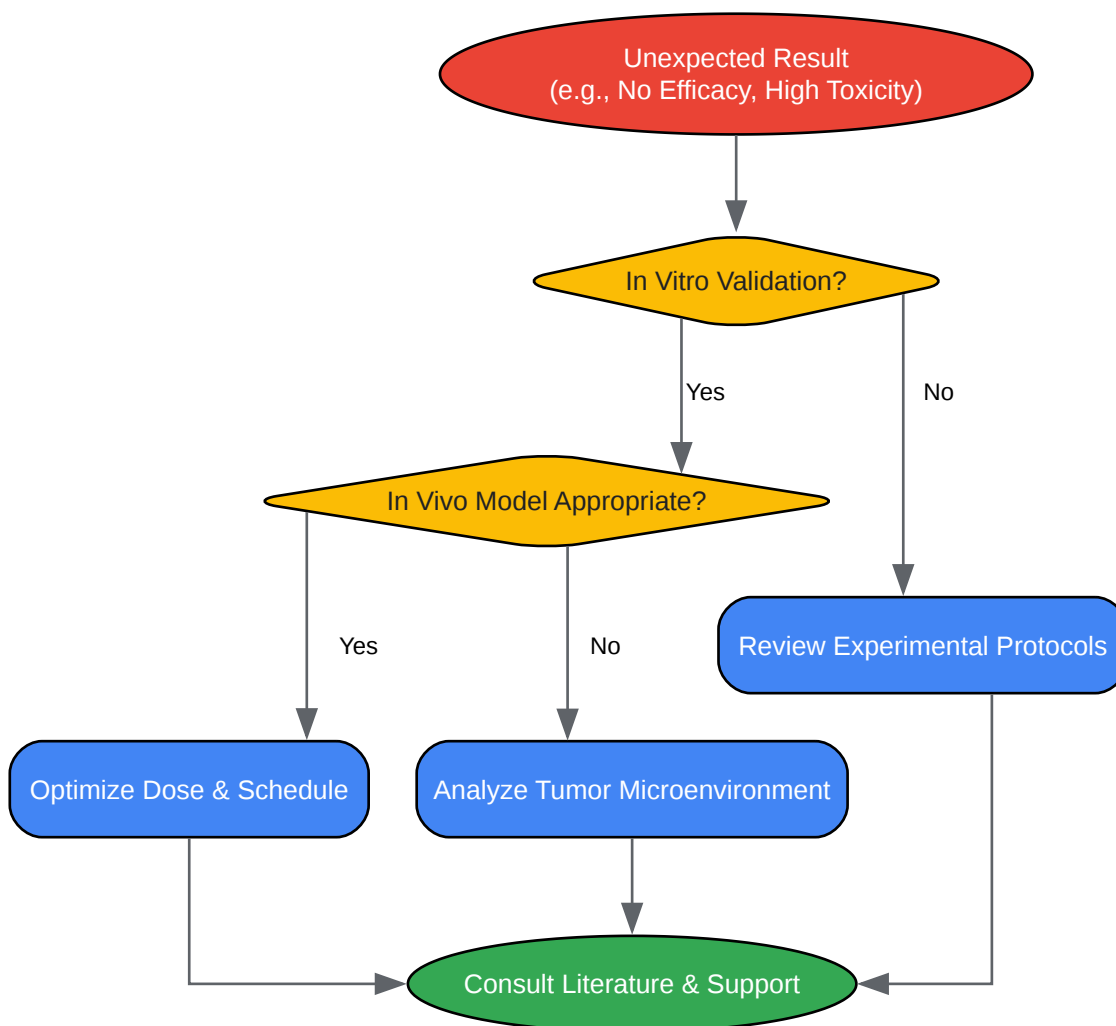 Unexpected Result
(e.g., No Efficacy, High Toxicity)
In Vitro Validation?
Yes
No
In Vivo Model Appropriate?
Yes
No
Review Experimental Protocols
Optimize Dose & Schedule
Analyze Tumor Microenvironment
Consult Literature & Support